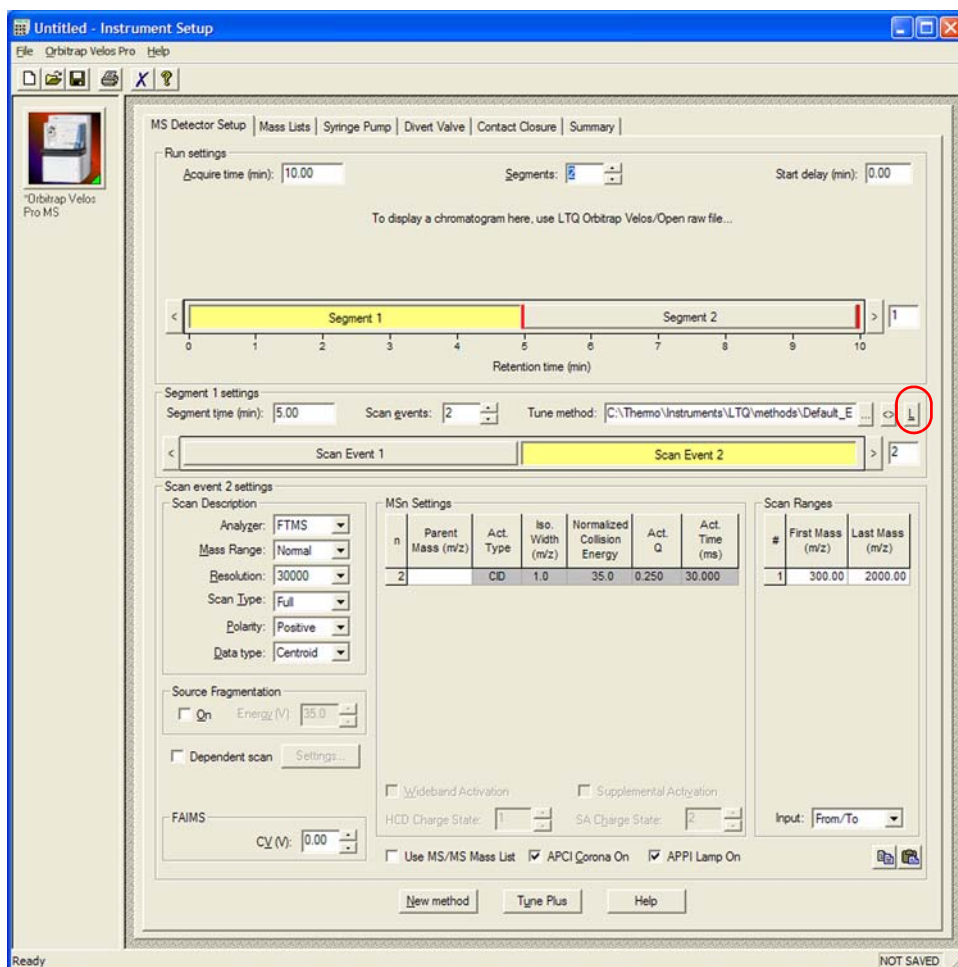 Untitled - Instrument Setup
File Orbitrap Velos Pro Help
*Orbitrap Velos
Pro MS
MS Detector Setup Mass Lists Syringe Pump Divert Valve Contact Closure Summary
Run settings
Acquire time (min): 10.00 Segments: 2 Start delay (min): 0.00
To display a chromatogram here, use LTQ Orbitrap Velos/Open raw file...
< Segment 1 Segment 2 > 1
0 1 2 3 4 5 6 7 8 9 10
Retention time (min)
Segment 1 settings
Segment time (min): 5.00 Scan events: 2 Tune method: C:\Thermo\Instruments\LTQ\methods\Default_E ... <> L
< Scan Event 1 Scan Event 2 > 2
Scan event 2 settings
Scan Description
Analyzer: FTMS
Mass Range: Normal
Resolution: 30000
Scan Type: Full
Polarity: Positive
Data type: Centroid
Source Fragmentation
On Energy (V): 35.0
Dependent scan Settings...
FAIMS
CV (V): 0.00
MSn Settings
n Parent Mass (m/z) Act. Type Iso. Width (m/z) Normalized Collision Energy Act. Q Act. Time (ms)
2 CID 1.0 35.0 0.250 30.000
Wideband Activation Supplemental Activation
HCD Charge State: 1 SA Charge State: 2
Use MS/MS Mass List APCI Corona On APPI Lamp On
Scan Ranges
# First Mass (m/z) Last Mass (m/z)
1 300.00 2000.00
Input: From/To
New method Tune Plus Help
Ready NOT SAVED